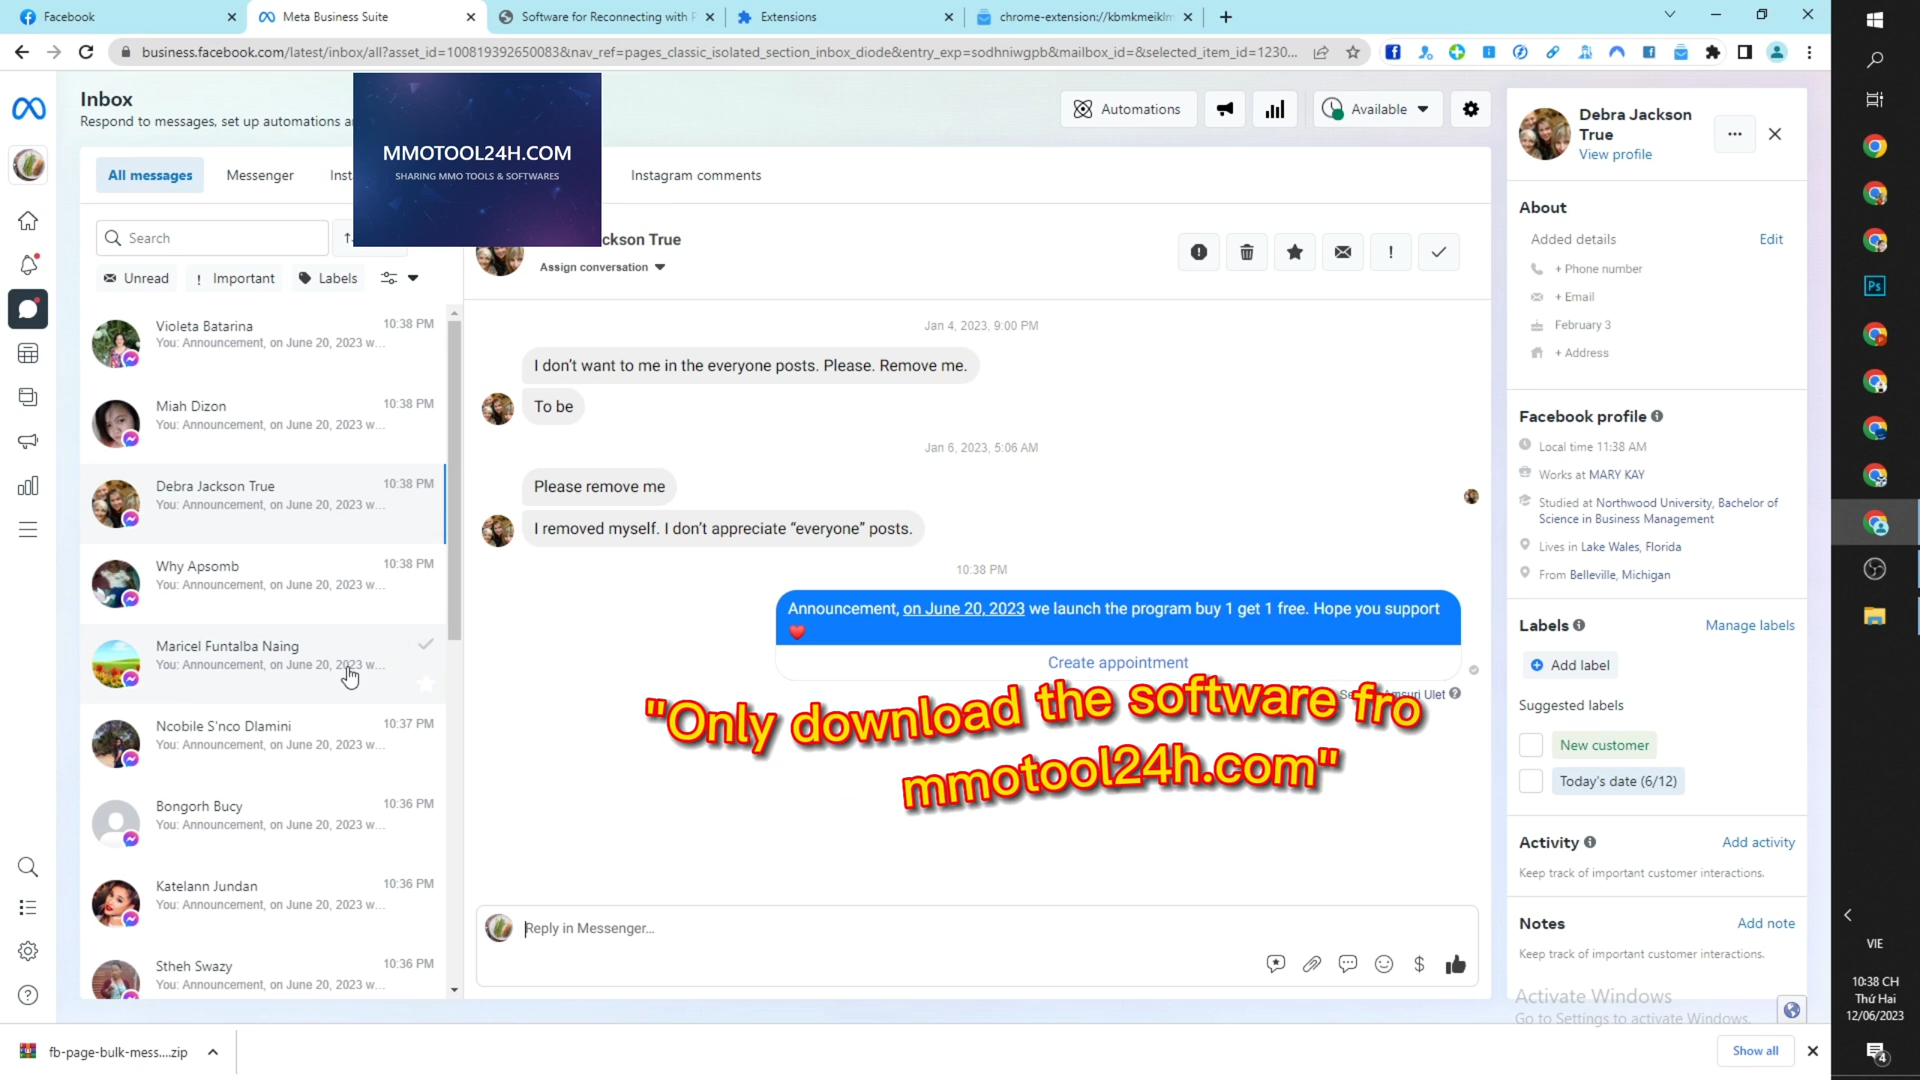 Facebook
Meta Business Suite
Software for Reconnecting with F
Extensions
chrome-extension://kbmkmeiklm
business.facebook.com/latest/inbox/all?asset_id=100819392650083&nav_ref=pages_classic_isolated_section_inbox_diode&entry_exp=sodhniwgpb&mailbox_id=&selected_item_id=1230...
Inbox
Respond to messages, set up automations a
MMOTOOL24H.COM
SHARING MMO TOOLS & SOFTWARES
Automations
Available
All messages
Messenger
Inst
Instagram comments
Search
Unread
! Important
Labels
Violeta Batarina
10:38 PM
You: Announcement, on June 20, 2023 w...
Miah Dizon
10:38 PM
You: Announcement, on June 20, 2023 w...
Debra Jackson True
10:38 PM
You: Announcement, on June 20, 2023 w...
Why Apsomb
10:38 PM
You: Announcement, on June 20, 2023 w...
Maricel Funtalba Naing
You: Announcement, on June 20, 2023 w...
Ncobile S'nco Dlamini
10:37 PM
You: Announcement, on June 20, 2023 w...
Bongorh Bucy
10:36 PM
You: Announcement, on June 20, 2023 w...
Katelann Jundan
10:36 PM
You: Announcement, on June 20, 2023 w...
Stheh Swazy
10:36 PM
You: Announcement, on June 20, 2023 w...
ckson True
Assign conversation
!
Jan 4, 2023, 9:00 PM
I don't want to me in the everyone posts. Please. Remove me.
To be
Jan 6, 2023, 5:06 AM
Please remove me
I removed myself. I don't appreciate “everyone” posts.
10:38 PM
Announcement, on June 20, 2023 we launch the program buy 1 get 1 free. Hope you support
❤️
Create appointment
Ulet
"Only download the software fro
mmotool24h.com"
Reply in Messenger...
$
Debra Jackson
True
View profile
About
Added details
Edit
+ Phone number
+ Email
February 3
+ Address
Facebook profile
Local time 11:38 AM
Works at MARY KAY
Studied at Northwood University, Bachelor of
Science in Business Management
Lives in Lake Wales, Florida
From Belleville, Michigan
Labels
Manage labels
Add label
Suggested labels
New customer
Today's date (6/12)
Activity
Add activity
Keep track of important customer interactions.
Notes
Add note
Keep track of important customer interactions.
Activate Windows
Go to Settings to activate Windows.
fb-page-bulk-mess....zip
Show all
Ps
VIE
10:38 CH
Thứ Hai
12/06/2023
4